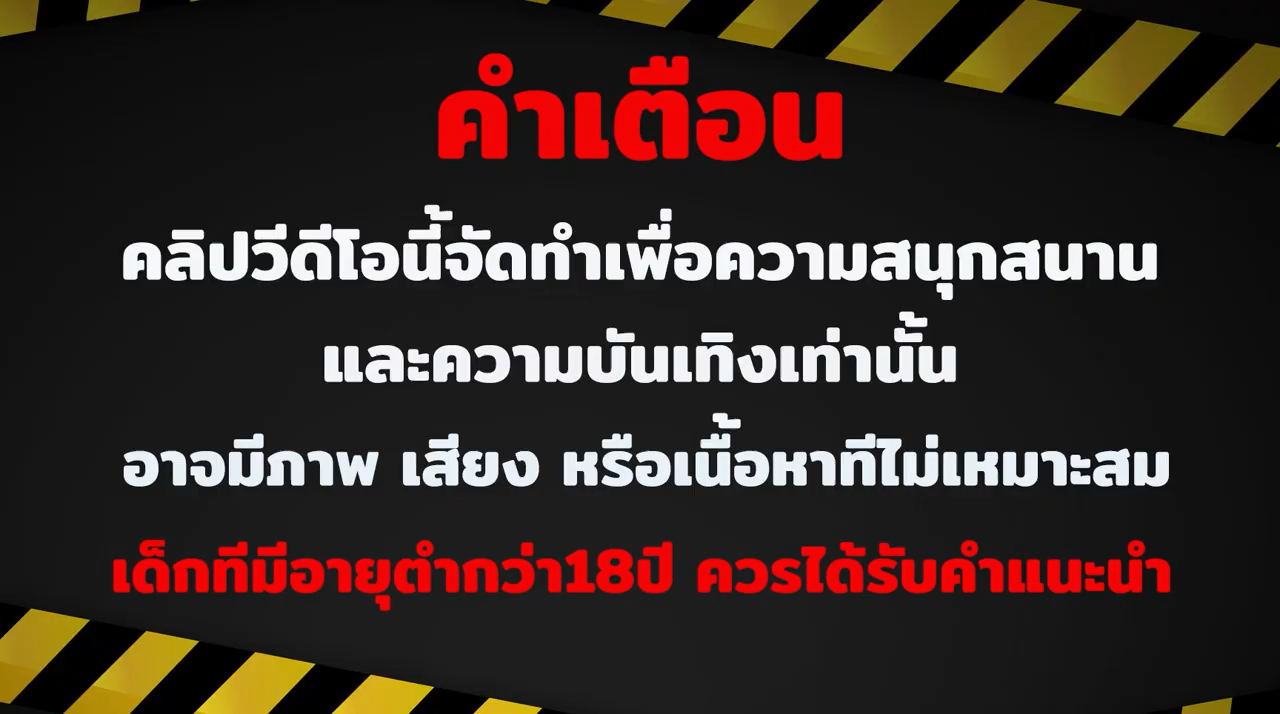 คำเตือน
คลิปวีดีโอนี้จัดทำเพื่อความสนุกสนาน
และความบันเทิงเท่านั้น
อาจมีภาพ เสียง หรือเนื้อหาทีไม่เหมาะสม
เด็กทีมีอายุตำกว่า18ปี ควรได้รับคำแนะนำ